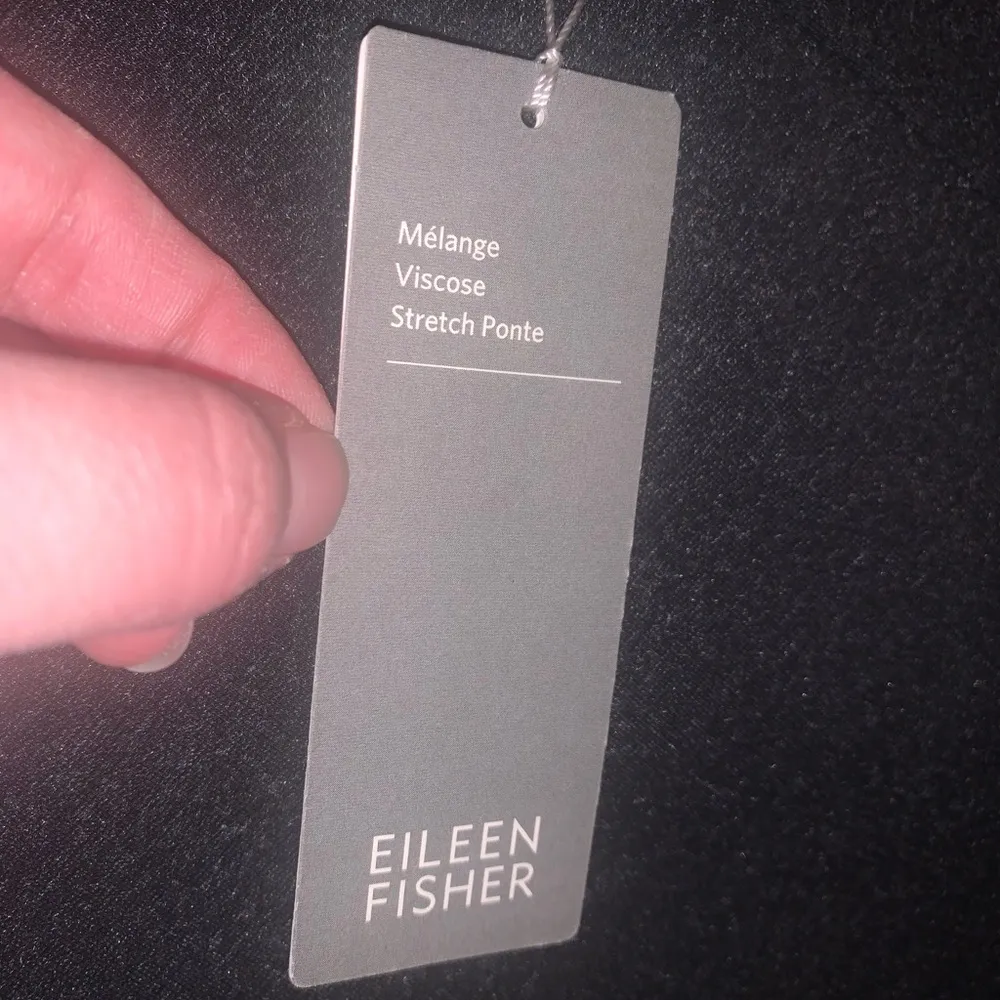 Mélange
Viscose
Stretch Ponte
EILEEN
FISHER